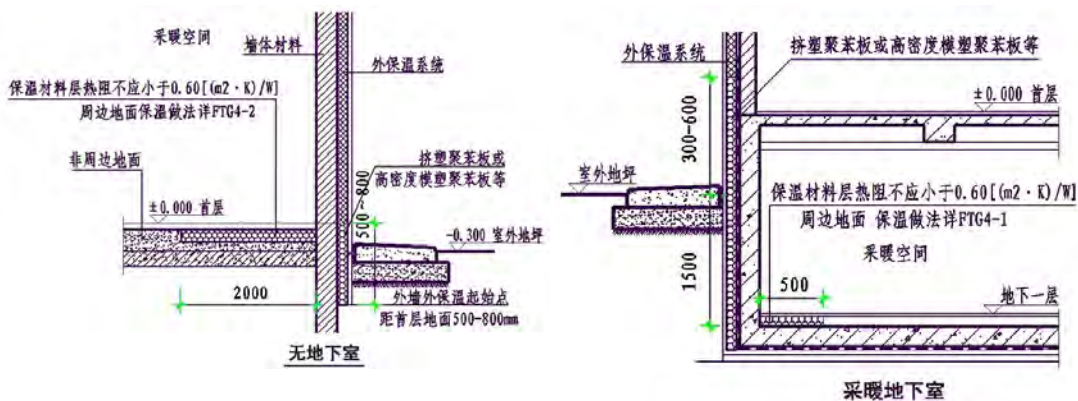 采暖空间
墙体材料
外保温系统
保温材料层热阻不应小于0.60[(m2·K)/W]
周边地面保温做法详FTG4-2
非周边地面
挤塑聚苯板或
高密度模塑聚苯板等
±0.000 首层
500-800
-0.300 室外地坪
2000
外墙外保温起始点
距首层地面500-800mm
无地下室
外保温系统
挤塑聚苯板或高密度模塑聚苯板等
±0.000 首层
300-600
室外地坪
保温材料层热阻不应小于0.60[(m2·K)/W]
周边地面 保温做法详FTG4-1
采暖空间
1500
500
地下一层
采暖地下室